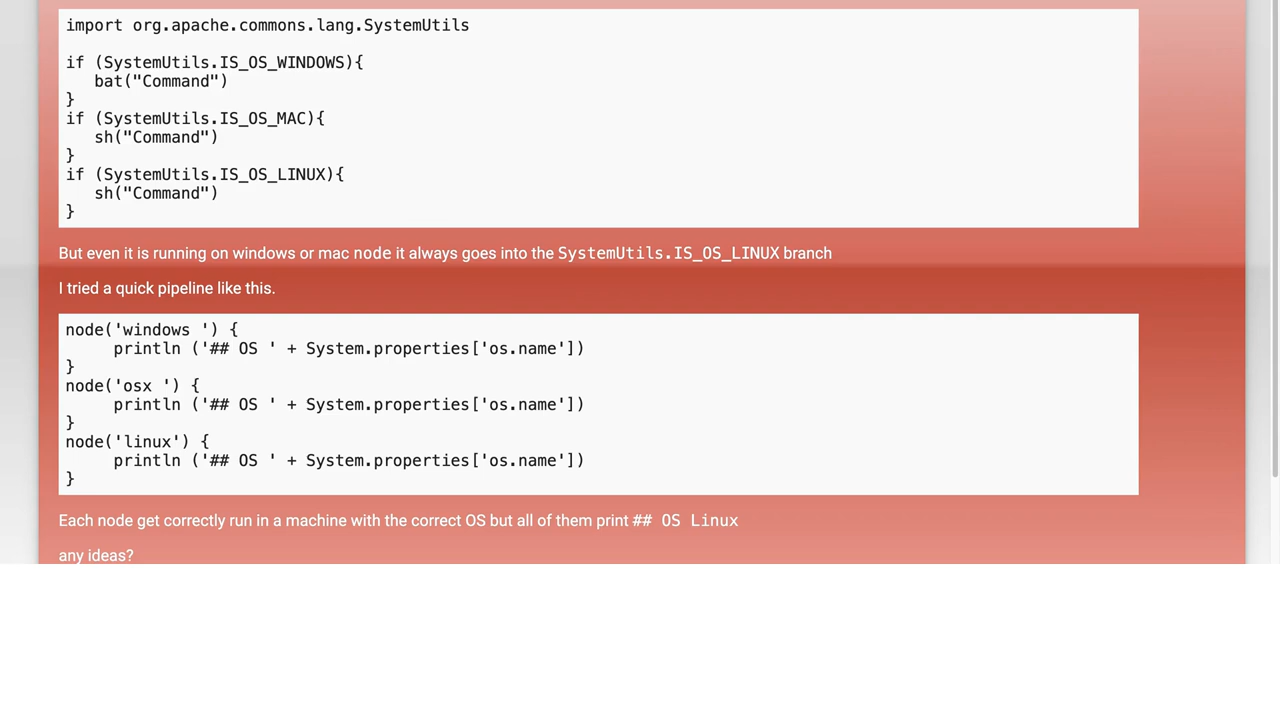 import org.apache.commons.lang.SystemUtils
if (SystemUtils.IS_OS_WINDOWS){
   bat("Command")
}
if (SystemUtils.IS_OS_MAC){
   sh("Command")
}
if (SystemUtils.IS_OS_LINUX){
   sh("Command")
}
But even it is running on windows or mac node it always goes into the SystemUtils.IS_OS_LINUX branch
I tried a quick pipeline like this.
node('windows ') {
     println ('## OS ' + System.properties['os.name'])
}
node('osx ') {
     println ('## OS ' + System.properties['os.name'])
}
node('linux') {
     println ('## OS ' + System.properties['os.name'])
}
Each node get correctly run in a machine with the correct OS but all of them print ## OS Linux
any ideas?